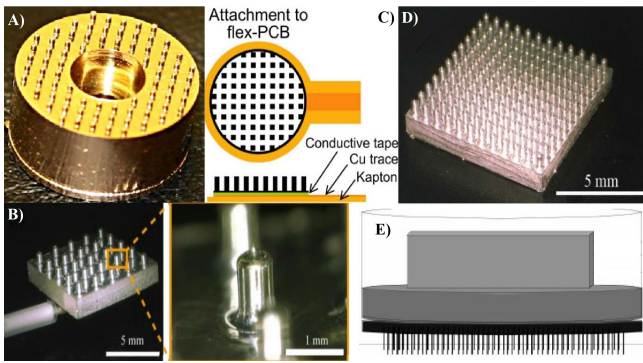 A)
Attachment to
flex-PCB
Conductive tape
Cu trace
Kapton
C)
D)
5 mm
B)
5 mm
1 mm
E)